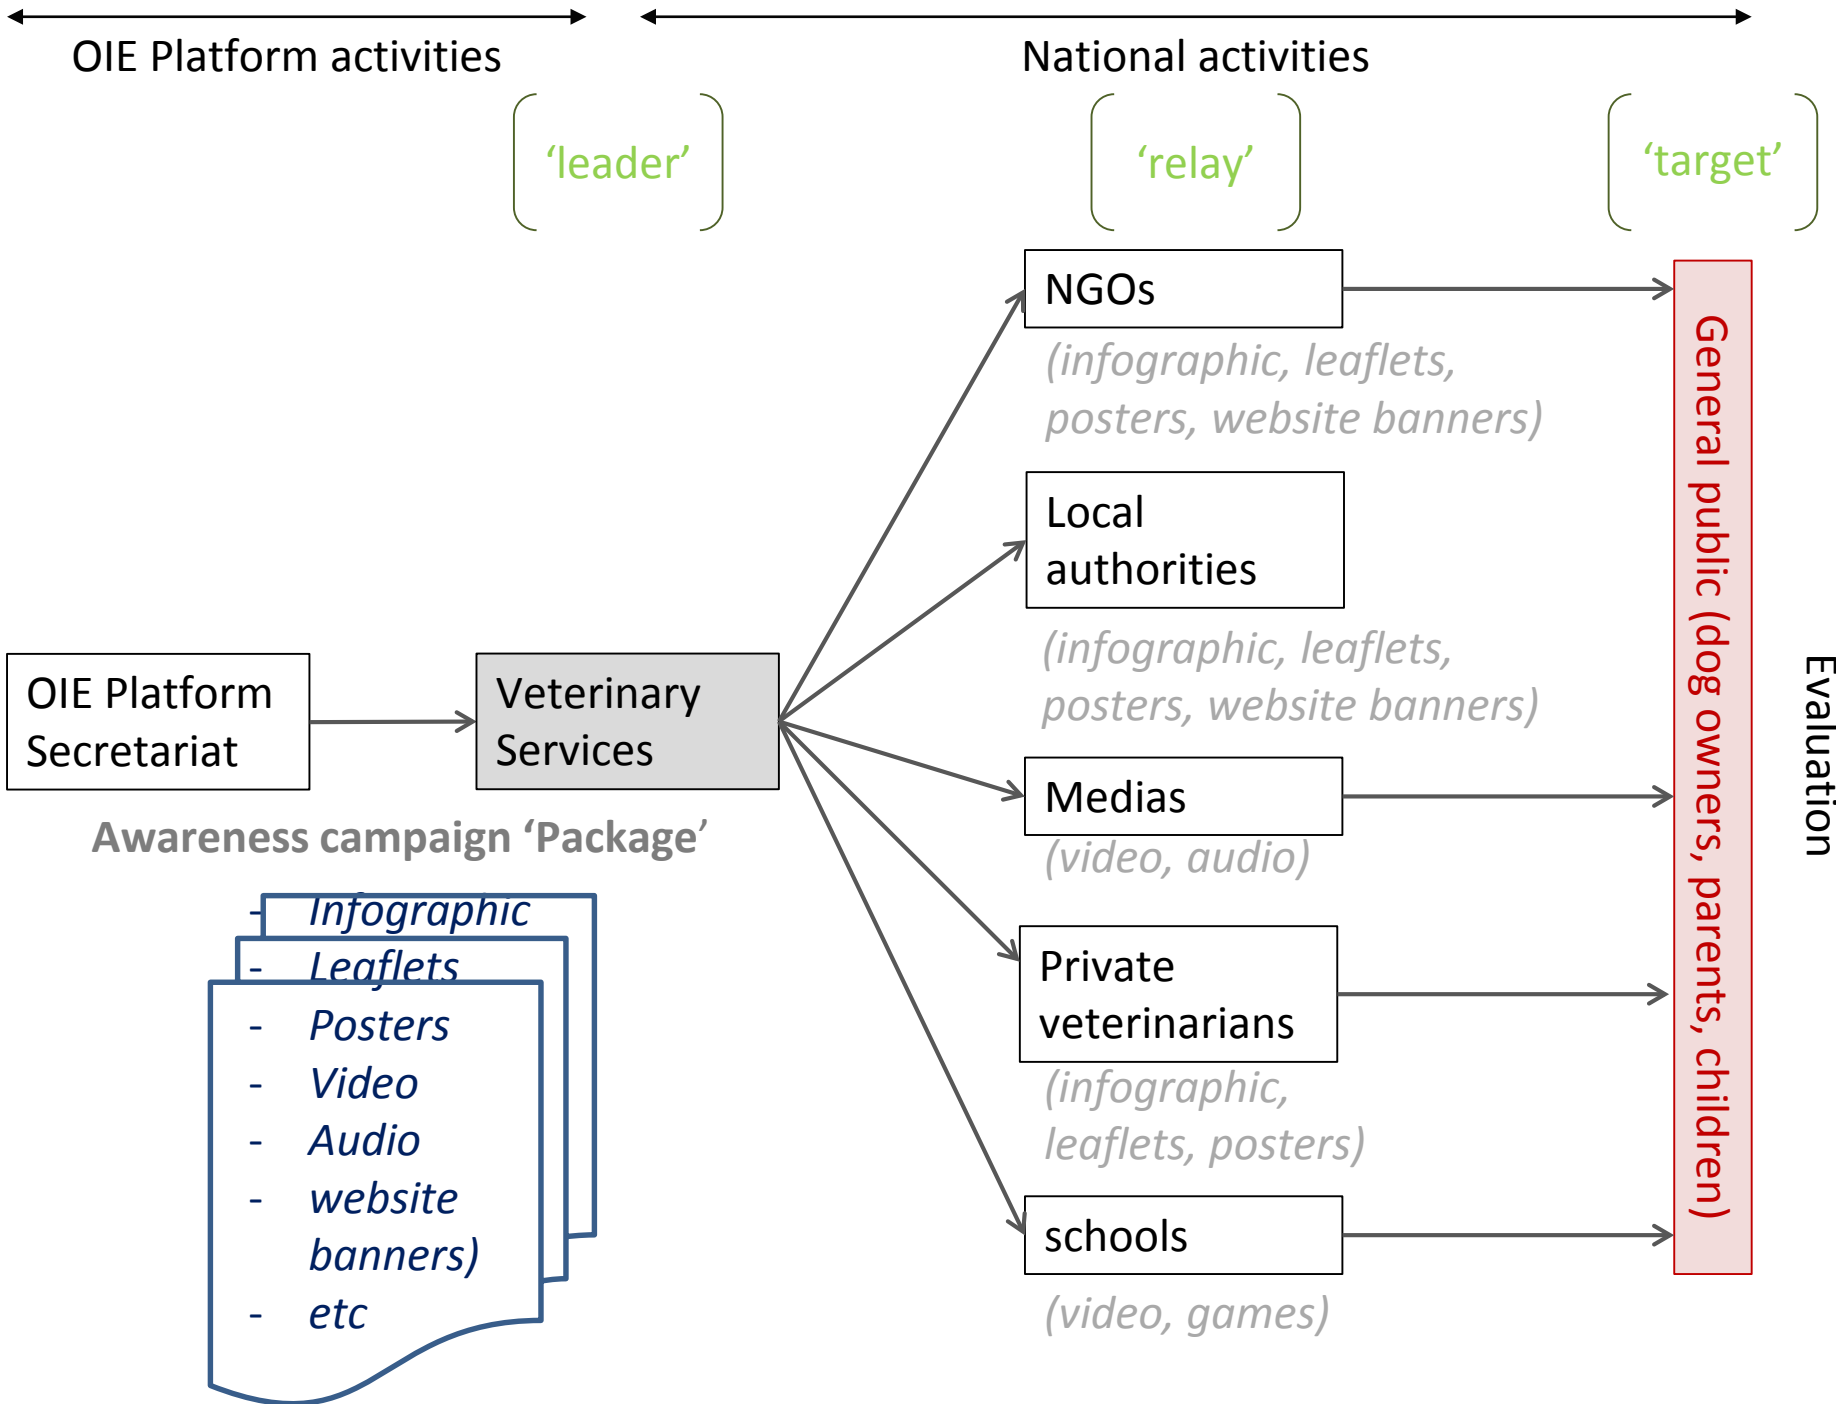 OIE Platform activities
National activities
‘leader’
‘relay’
‘target’
OIE Platform
Secretariat
Veterinary
Services
Awareness campaign ‘Package’
- Infographic
- Leaflets
- Posters
- Video
- Audio
- website
banners)
- etc
NGOs
(infographic, leaflets,
posters, website banners)
Local
authorities
(infographic, leaflets,
posters, website banners)
Medias
(video, audio)
Private
veterinarians
(infographic,
leaflets, posters)
schools
(video, games)
General public (dog owners, parents, children)
Evaluation